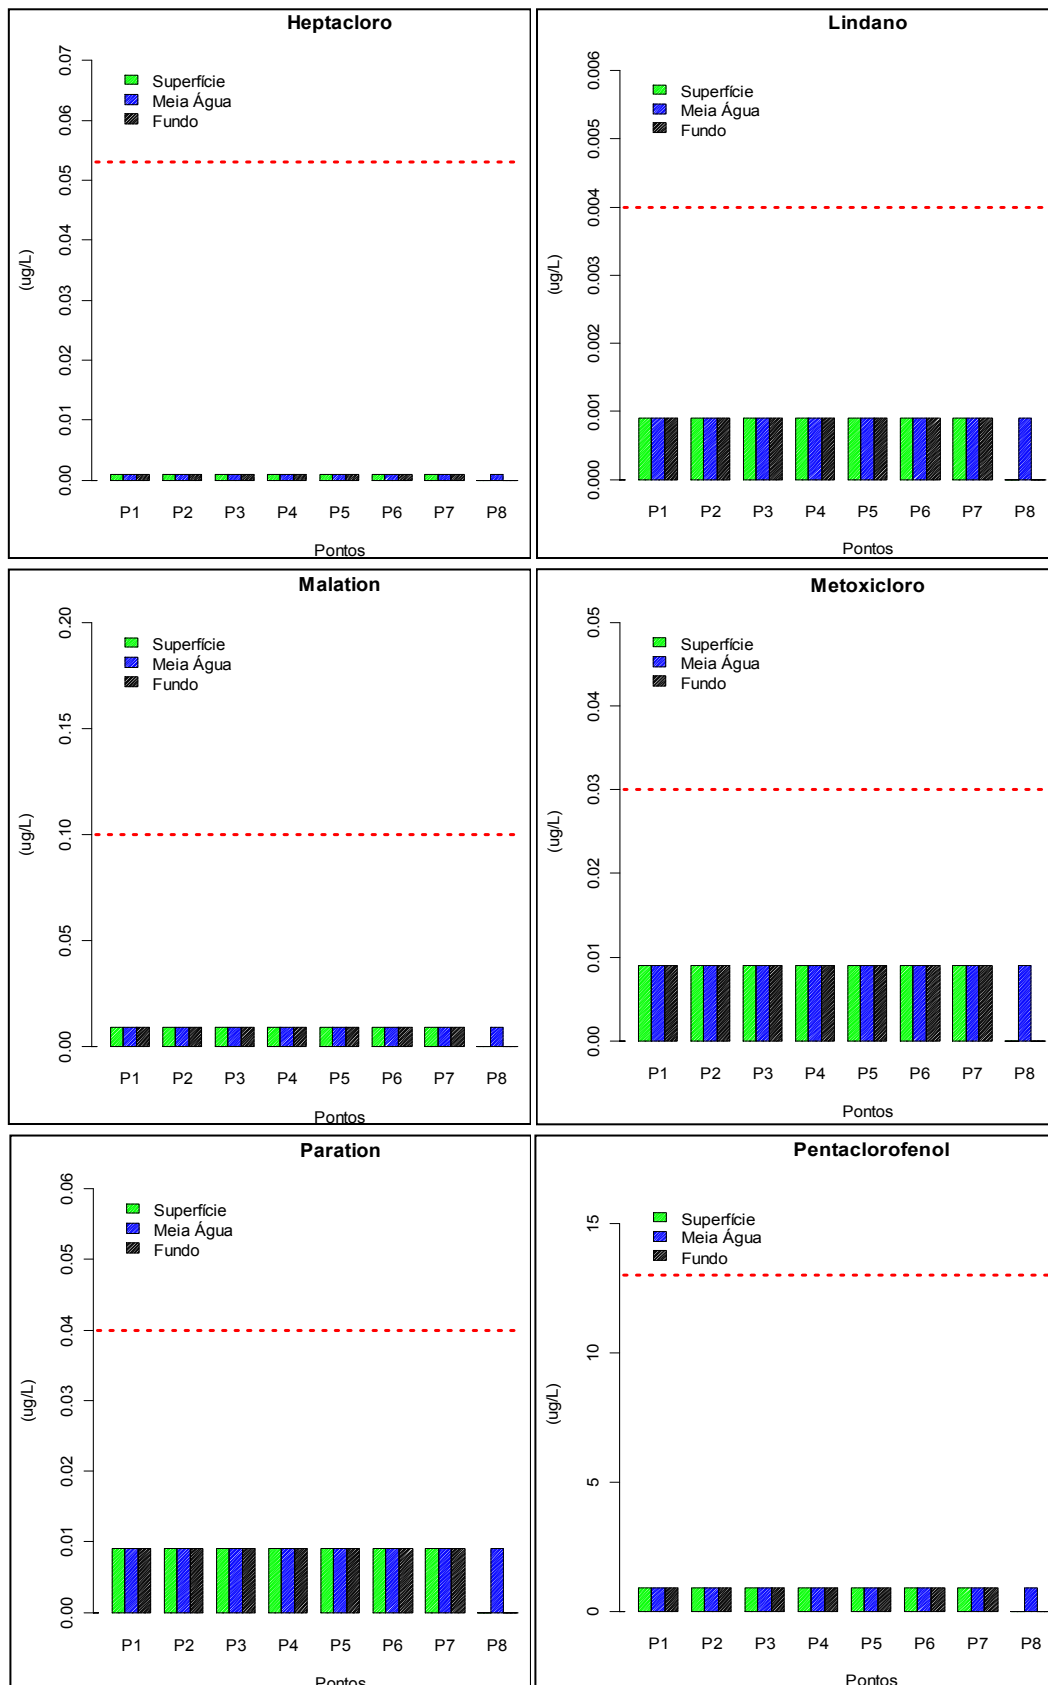 Heptacloro
0.07
0.06
0.05
0.04
0.03
0.02
0.01
0.00
(ug/L)
Superfície
Meia Água
Fundo
P1 P2 P3 P4 P5 P6 P7 P8
Pontos
Lindano
0.006
0.005
0.004
0.003
0.002
0.001
0.000
(ug/L)
Superfície
Meia Água
Fundo
P1 P2 P3 P4 P5 P6 P7 P8
Pontos
Malation
0.20
0.15
0.10
0.05
0.00
(ug/L)
Superfície
Meia Água
Fundo
P1 P2 P3 P4 P5 P6 P7 P8
Pontos
Metoxicloro
0.05
0.04
0.03
0.02
0.01
0.00
(ug/L)
Superfície
Meia Água
Fundo
P1 P2 P3 P4 P5 P6 P7 P8
Pontos
Paration
0.06
0.05
0.04
0.03
0.02
0.01
0.00
(ug/L)
Superfície
Meia Água
Fundo
P1 P2 P3 P4 P5 P6 P7 P8
Pontos
Pentaclorofenol
15
10
5
0
(ug/L)
Superfície
Meia Água
Fundo
P1 P2 P3 P4 P5 P6 P7 P8
Pontos